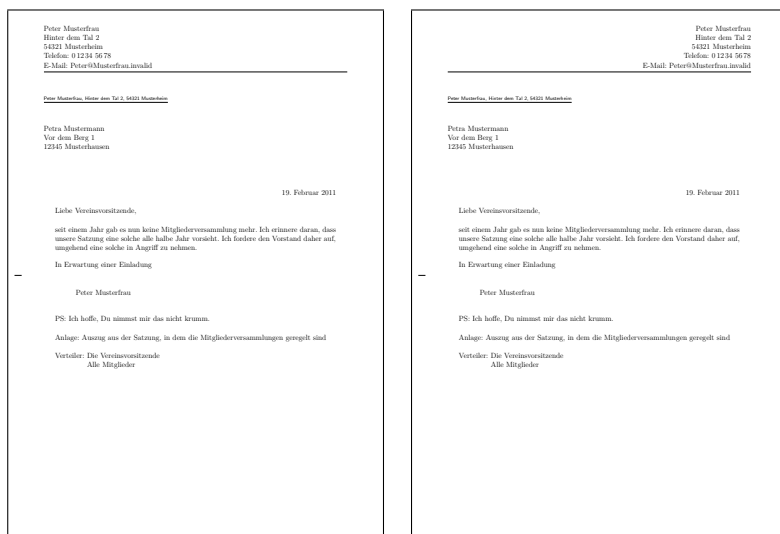 Peter Musterfrau
Hinter dem Tal 2
54321 Musterheim
Telefon: 0 12 34 56 78
E-Mail: Peter@Musterfrau.invalid
Peter Musterfrau, Hinter dem Tal 2, 54321 Musterheim
Petra Mustermann
Vor dem Berg 1
12345 Musterhausen
19. Februar 2011
Liebe Vereinsvorsitzende,
seit einem Jahr gab es nun keine Mitgliederversammlung mehr. Ich erinnere daran, dass
unsere Satzung eine solche alle halbe Jahr vorsieht. Ich fordere den Vorstand daher auf,
umgehend eine solche in Angriff zu nehmen.
In Erwartung einer Einladung
Peter Musterfrau
PS: Ich hoffe, Du nimmst mir das nicht krumm.
Anlage: Auszug aus der Satzung, in dem die Mitgliederversammlungen geregelt sind
Verteiler: Die Vereinsvorsitzende
Alle Mitglieder
Peter Musterfrau
Hinter dem Tal 2
54321 Musterheim
Telefon: 0 12 34 56 78
E-Mail: Peter@Musterfrau.invalid
Peter Musterfrau, Hinter dem Tal 2, 54321 Musterheim
Petra Mustermann
Vor dem Berg 1
12345 Musterhausen
19. Februar 2011
Liebe Vereinsvorsitzende,
seit einem Jahr gab es nun keine Mitgliederversammlung mehr. Ich erinnere daran, dass
unsere Satzung eine solche alle halbe Jahr vorsieht. Ich fordere den Vorstand daher auf,
umgehend eine solche in Angriff zu nehmen.
In Erwartung einer Einladung
Peter Musterfrau
PS: Ich hoffe, Du nimmst mir das nicht krumm.
Anlage: Auszug aus der Satzung, in dem die Mitgliederversammlungen geregelt sind
Verteiler: Die Vereinsvorsitzende
Alle Mitglieder